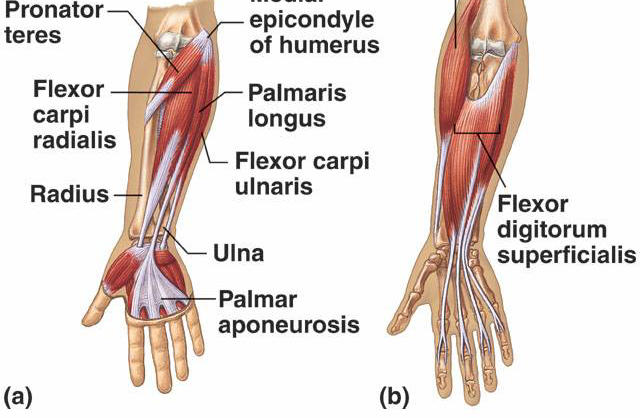 Pronator
teres
Medial
epicondyle
of humerus
Flexor
carpi
radialis
Palmaris
longus
Flexor carpi
ulnaris
Radius
Ulna
Palmar
aponeurosis
(a)
Flexor
digitorum
superficialis
(b)